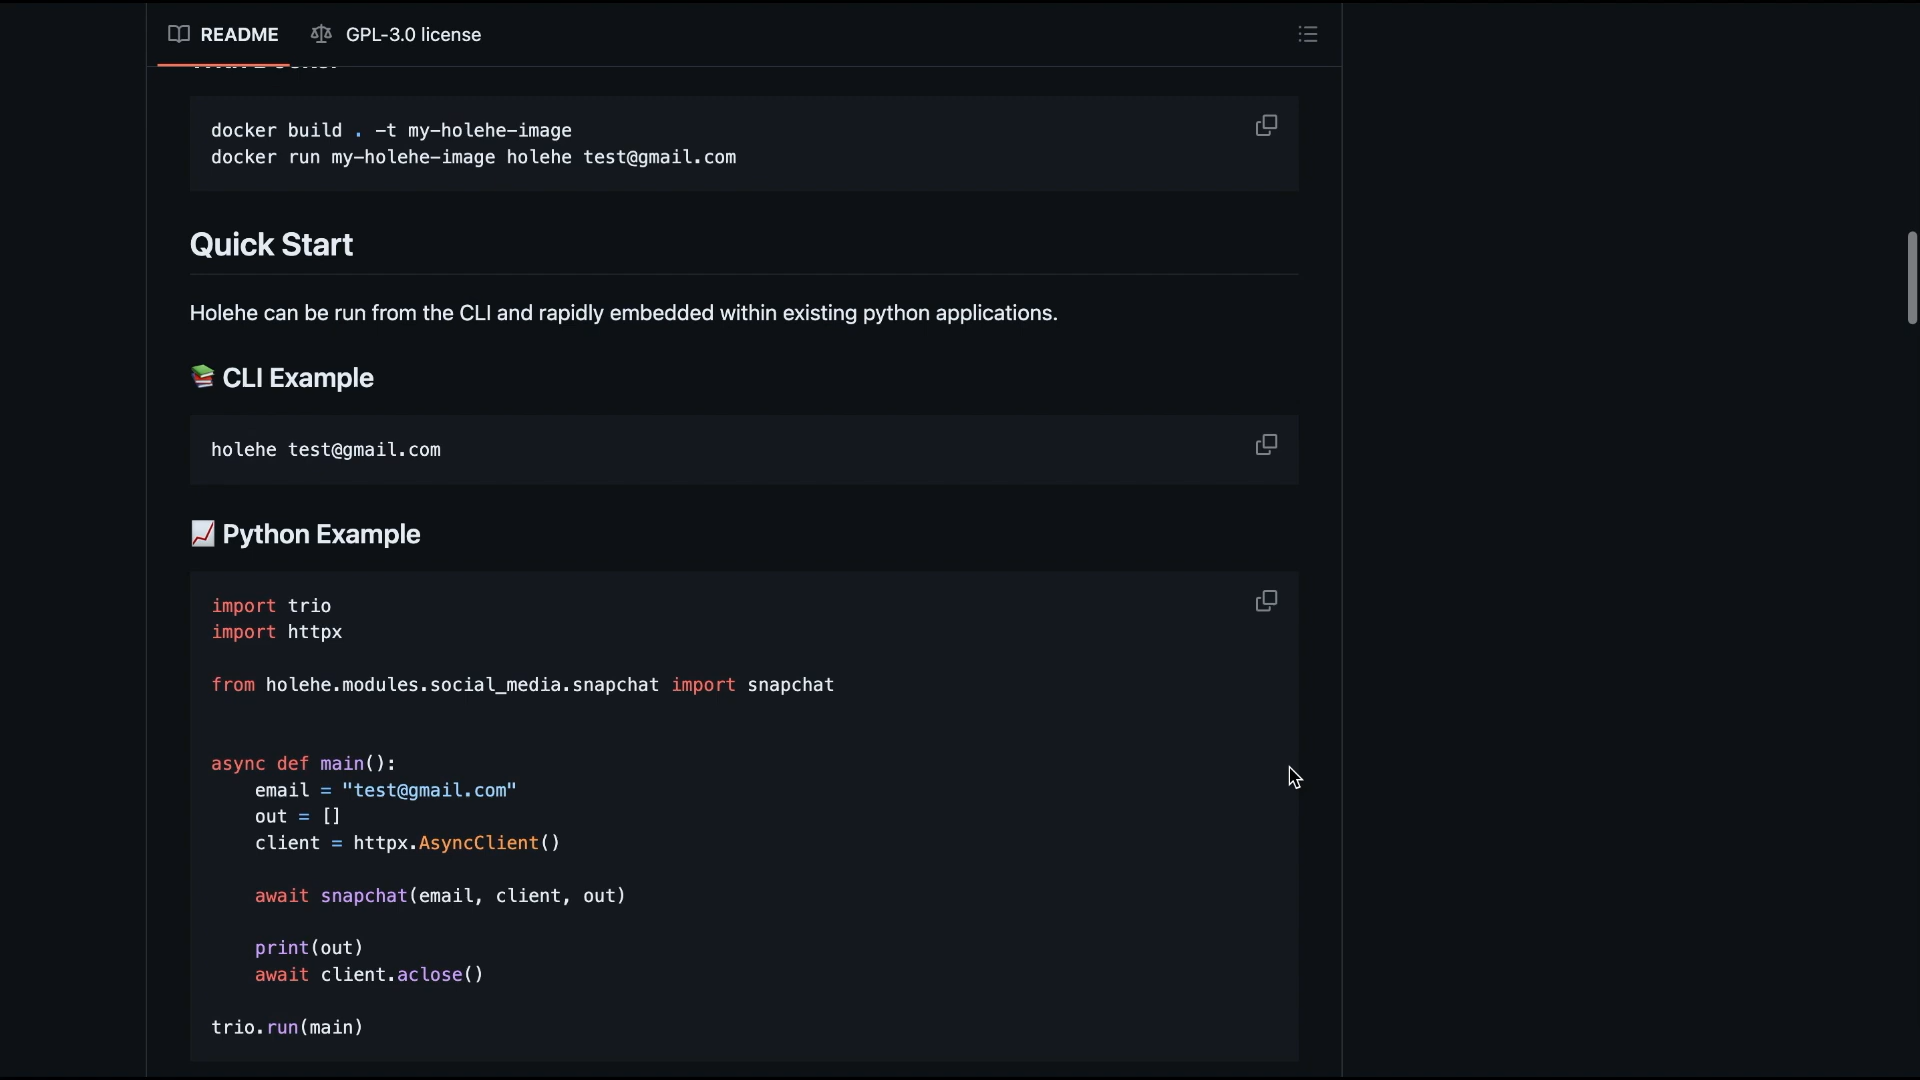 README
GPL-3.0 license
docker build . -t my-holehe-image
docker run my-holehe-image holehe test@gmail.com
Quick Start
Holehe can be run from the CLI and rapidly embedded within existing python applications.
CLI Example
holehe test@gmail.com
Python Example
import trio
import httpx
from holehe.modules.social_media.snapchat import snapchat
async def main():
    email = "test@gmail.com"
    out = []
    client = httpx.AsyncClient()
    await snapchat(email, client, out)
    print(out)
    await client.aclose()
trio.run(main)